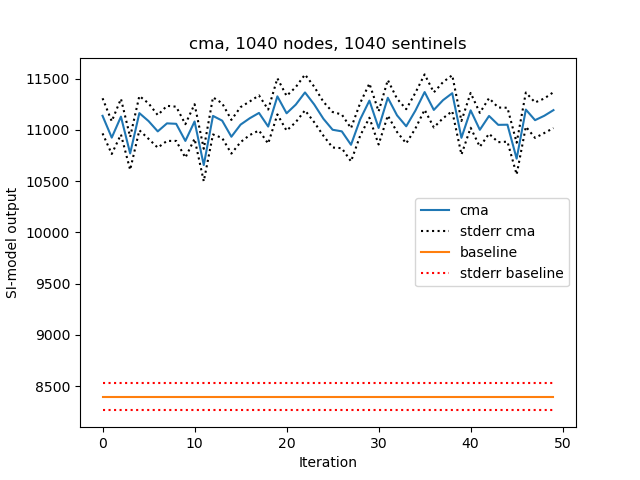 cma, 1040 nodes, 1040 sentinels
11500
11000
10500
10000
9500
9000
8500
SI-model output
cma
stderr cma
baseline
stderr baseline
0
10
20
30
40
50
Iteration